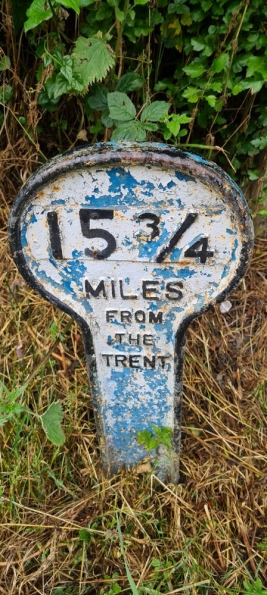 15 3/4
MILES
FROM
THE
TRENT